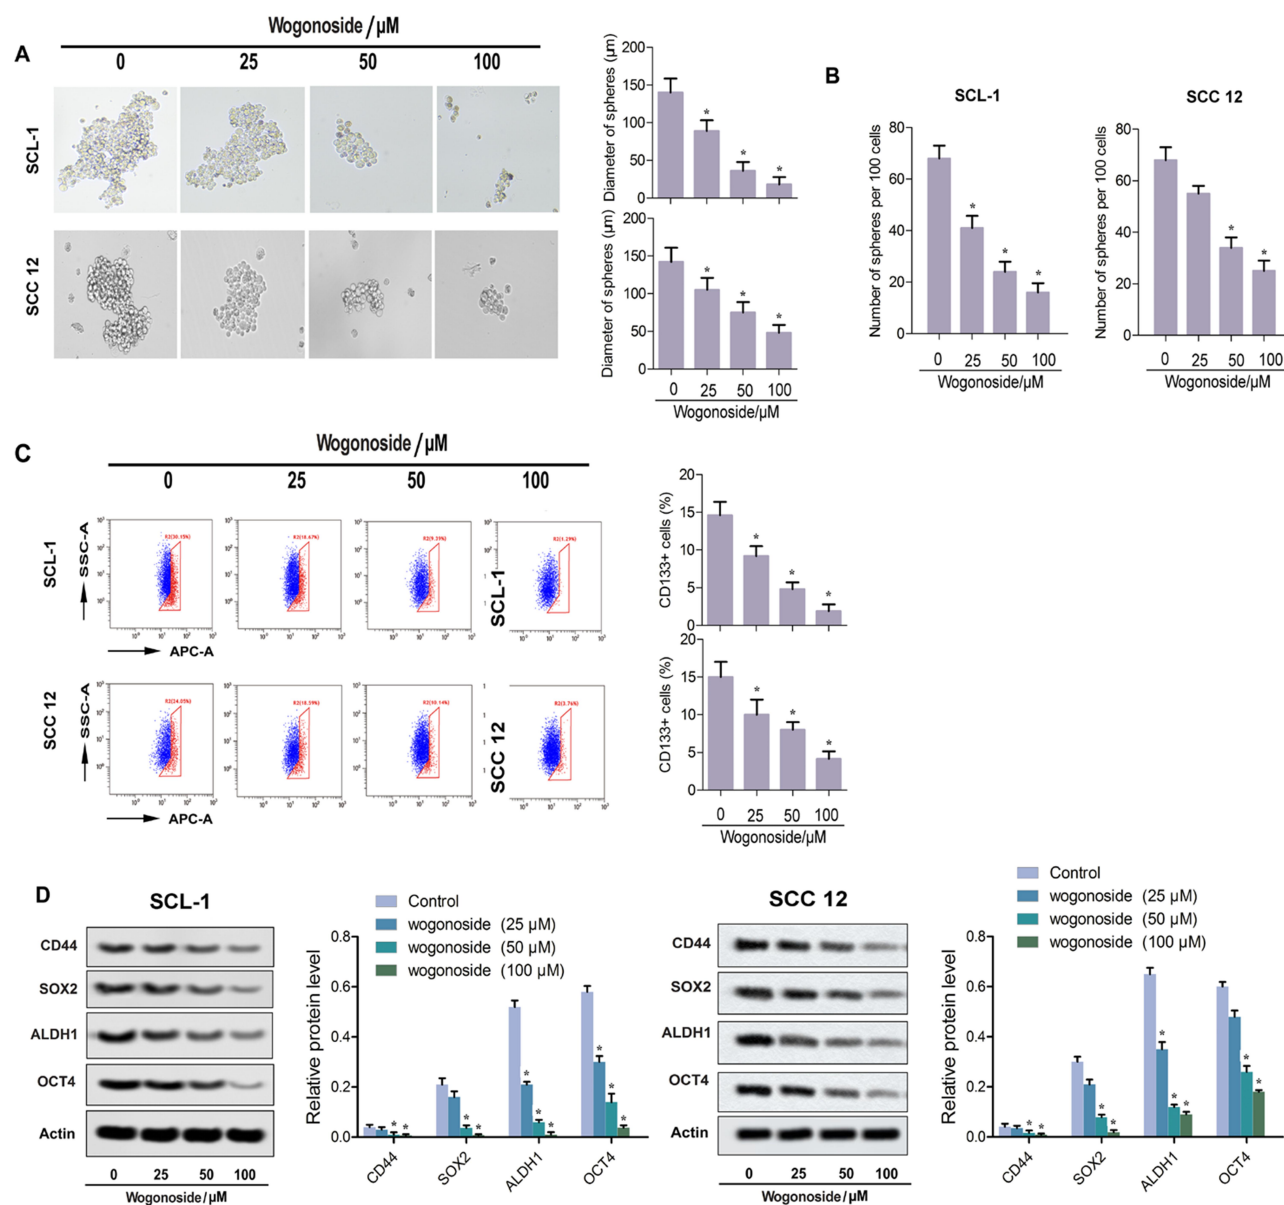 A
Wogonoside/µM
0 25 50 100
SCL-1
SCC 12
Diameter of spheres (µm)
200
150
100
50
0
* * *
Diameter of spheres (µm)
200
150
100
50
0
* * *
0 25 50 100
Wogonoside/µM
B
SCL-1
Number of spheres per 100 cells
80
60
40
20
0
* * *
0 25 50 100
Wogonoside/µM
SCC 12
Number of spheres per 100 cells
80
60
40
20
0
* *
0 25 50 100
Wogonoside/µM
C
Wogonoside/µM
0 25 50 100
SCL-1
SSC-A
APC-A
SCL-1
SCC 12
SSC-A
APC-A
SCC 12
CD133+ cells (%)
20
15
10
5
0
* * *
CD133+ cells (%)
20
15
10
5
0
* * *
0 25 50 100
Wogonoside/µM
D
SCL-1
CD44
SOX2
ALDH1
OCT4
Actin
0 25 50 100
Wogonoside/µM
Control
wogonoside (25 µM)
wogonoside (50 µM)
wogonoside (100 µM)
Relative protein level
0.8
0.6
0.4
0.2
0.0
* * * * * * * * * *
CD44 SOX2 ALDH1 OCT4
SCC 12
CD44
SOX2
ALDH1
OCT4
Actin
0 25 50 100
Wogonoside/µM
Control
wogonoside (25 µM)
wogonoside (50 µM)
wogonoside (100 µM)
Relative protein level
0.8
0.6
0.4
0.2
0.0
* * * * * * * * *
CD44 SOX2 ALDH1 OCT4